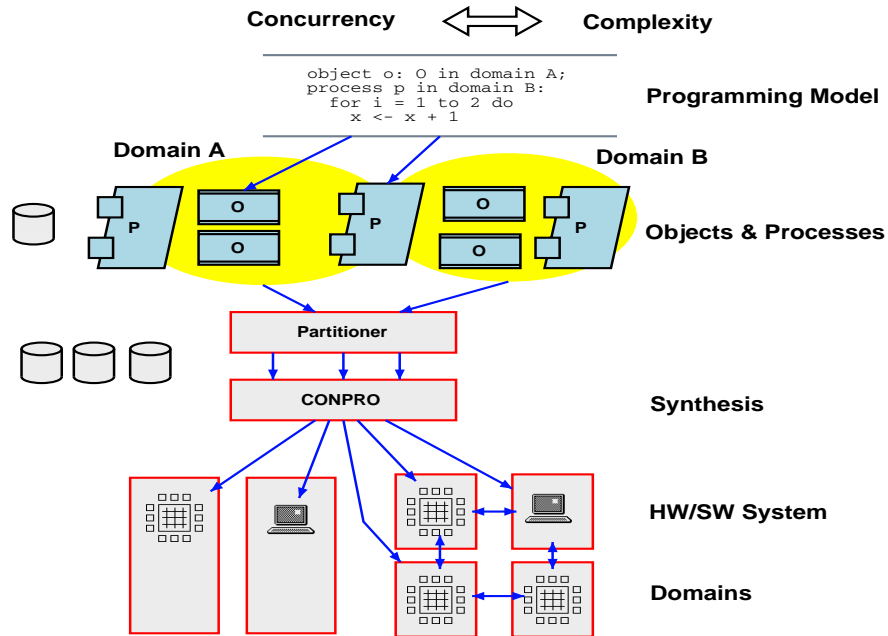 Concurrency Complexity
object o: O in domain A;
process p in domain B:
for i = 1 to 2 do
x <- x + 1
Programming Model
Domain A
Domain B
P
O
O
P
O
O
P
Objects & Processes
Partitioner
CONPRO
Synthesis
HW/SW System
Domains